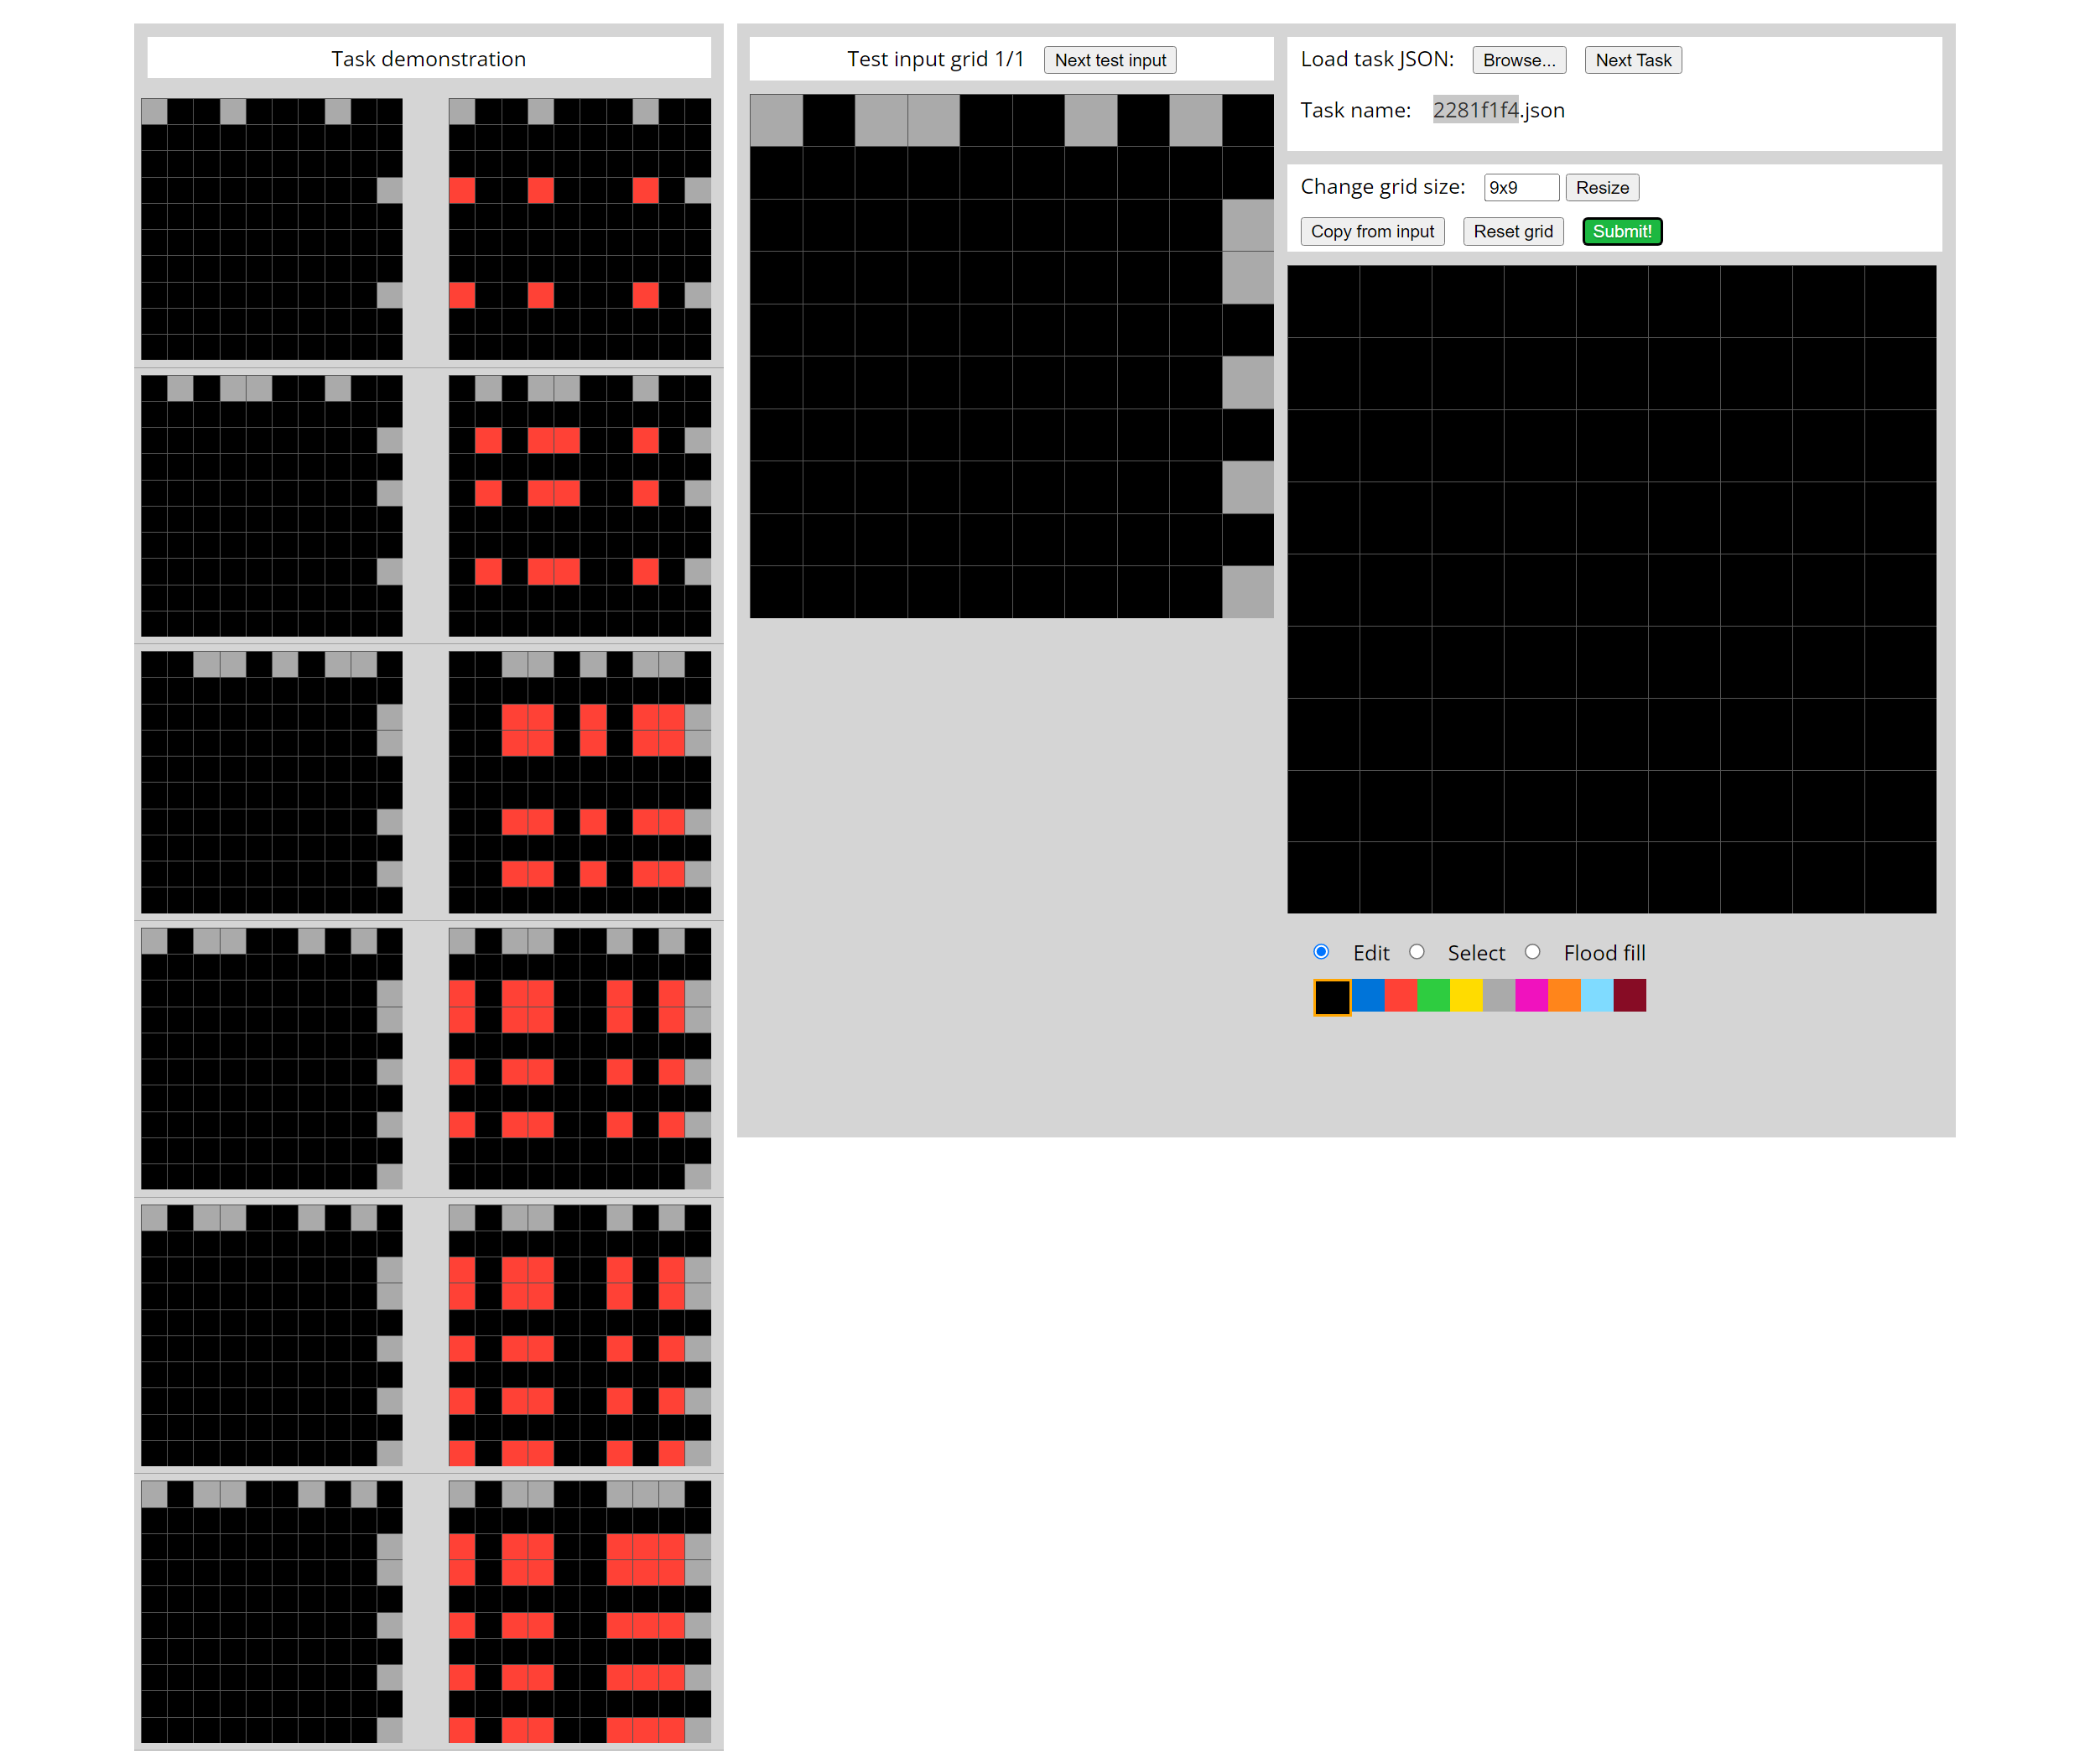 Task demonstration
Test input grid 1/1
Next test input
Load task JSON:
Browse...
Next Task
Task name:
2281f1f4.json
Change grid size:
9x9
Resize
Copy from input
Reset grid
Submit!
Edit
Select
Flood fill